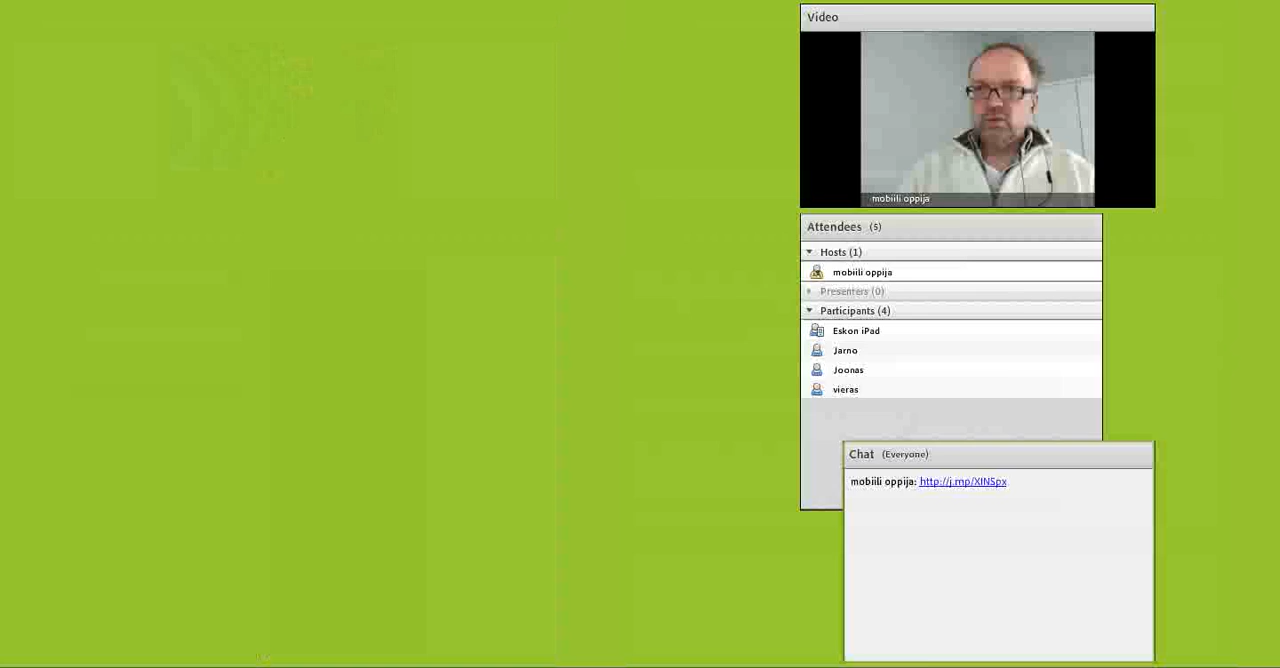 Video
mobiili oppija
Attendees (5)
Hosts (1)
mobiili oppija
Presenters (0)
Participants (4)
Eskon iPad
Jarno
Joonas
vieras
Chat (Everyone)
mobiili oppija: http://j.mp/XINSpx